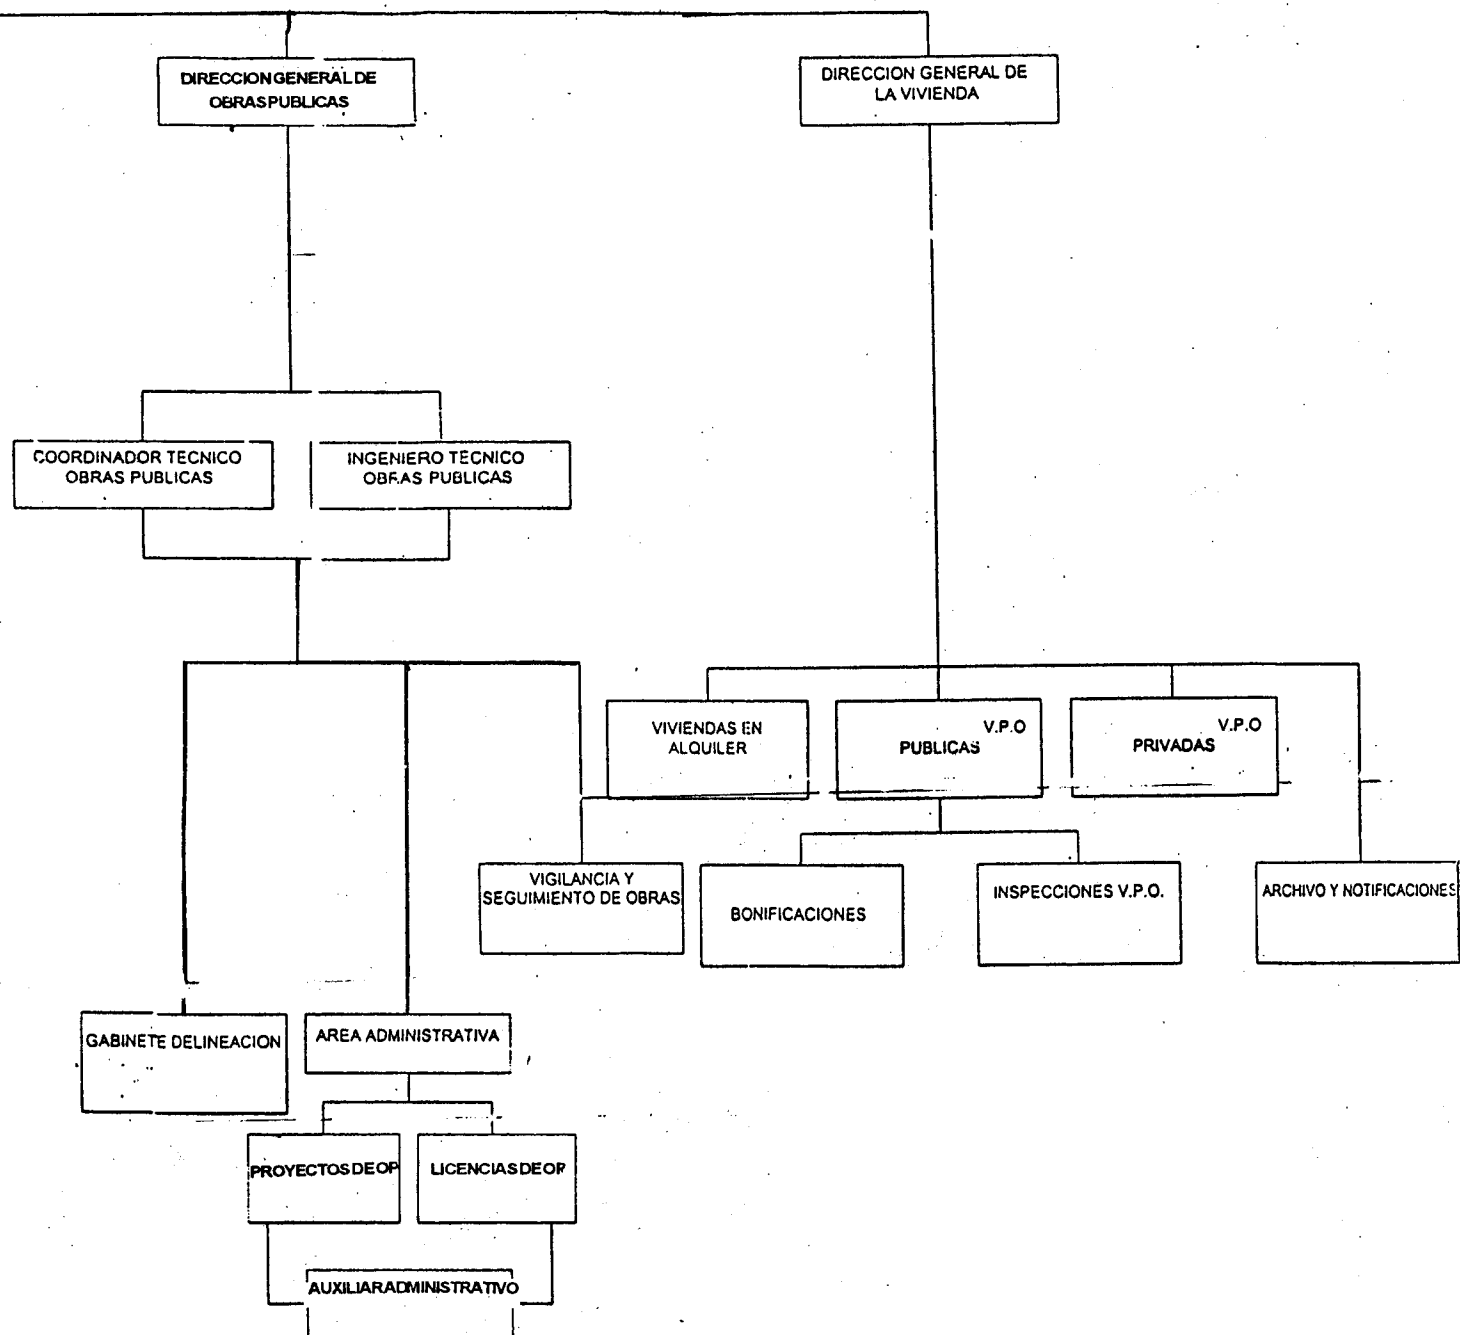 DIRECCION GENERAL DE
OBRAS PUBLICAS
DIRECCION GENERAL DE
LA VIVIENDA
COORDINADOR TECNICO
OBRAS PUBLICAS
INGENIERO TECNICO
OBRAS PUBLICAS
VIVIENDAS EN
ALQUILER
V.P.O
PUBLICAS
V.P.O
PRIVADAS
VIGILANCIA Y
SEGUIMIENTO DE OBRAS
BONIFICACIONES
INSPECCIONES V.P.O.
ARCHIVO Y NOTIFICACIONES
GABINETE DELINEACION
AREA ADMINISTRATIVA
PROYECTOS DE OP
LICENCIAS DE OP
AUXILIAR ADMINISTRATIVO